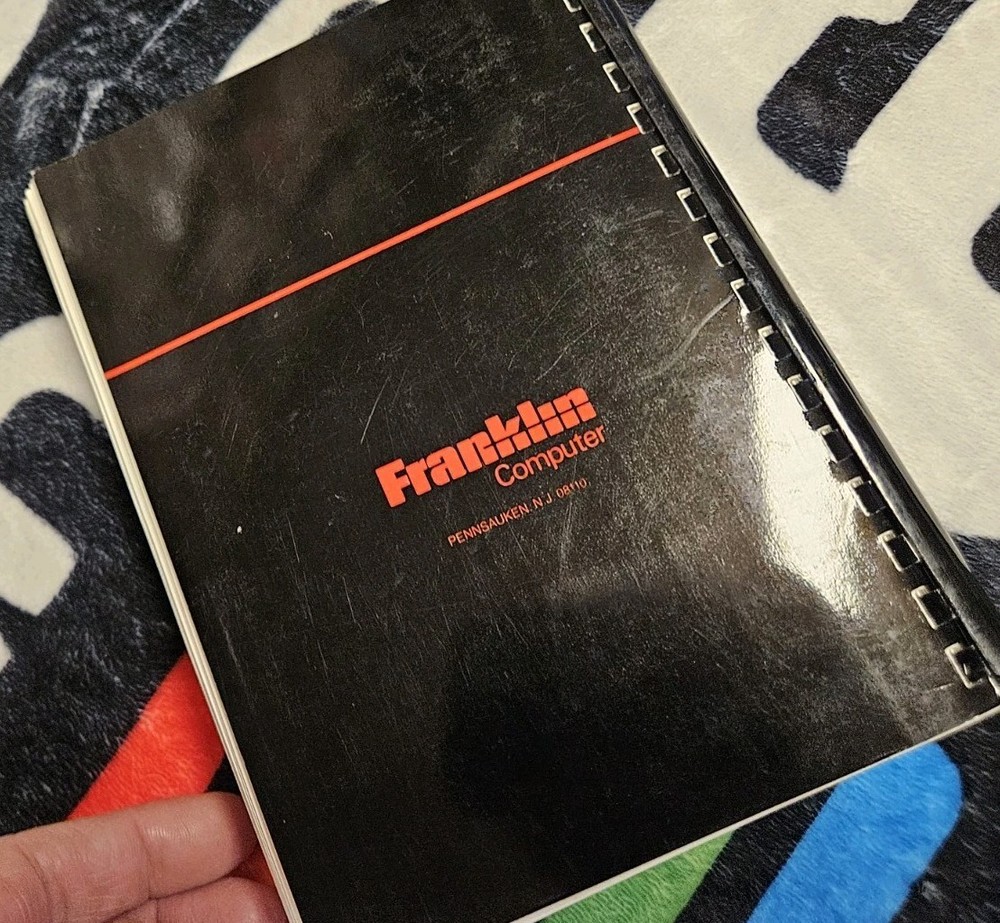 Franklin
Computer
PENNSAUKEN, N.J. 08110